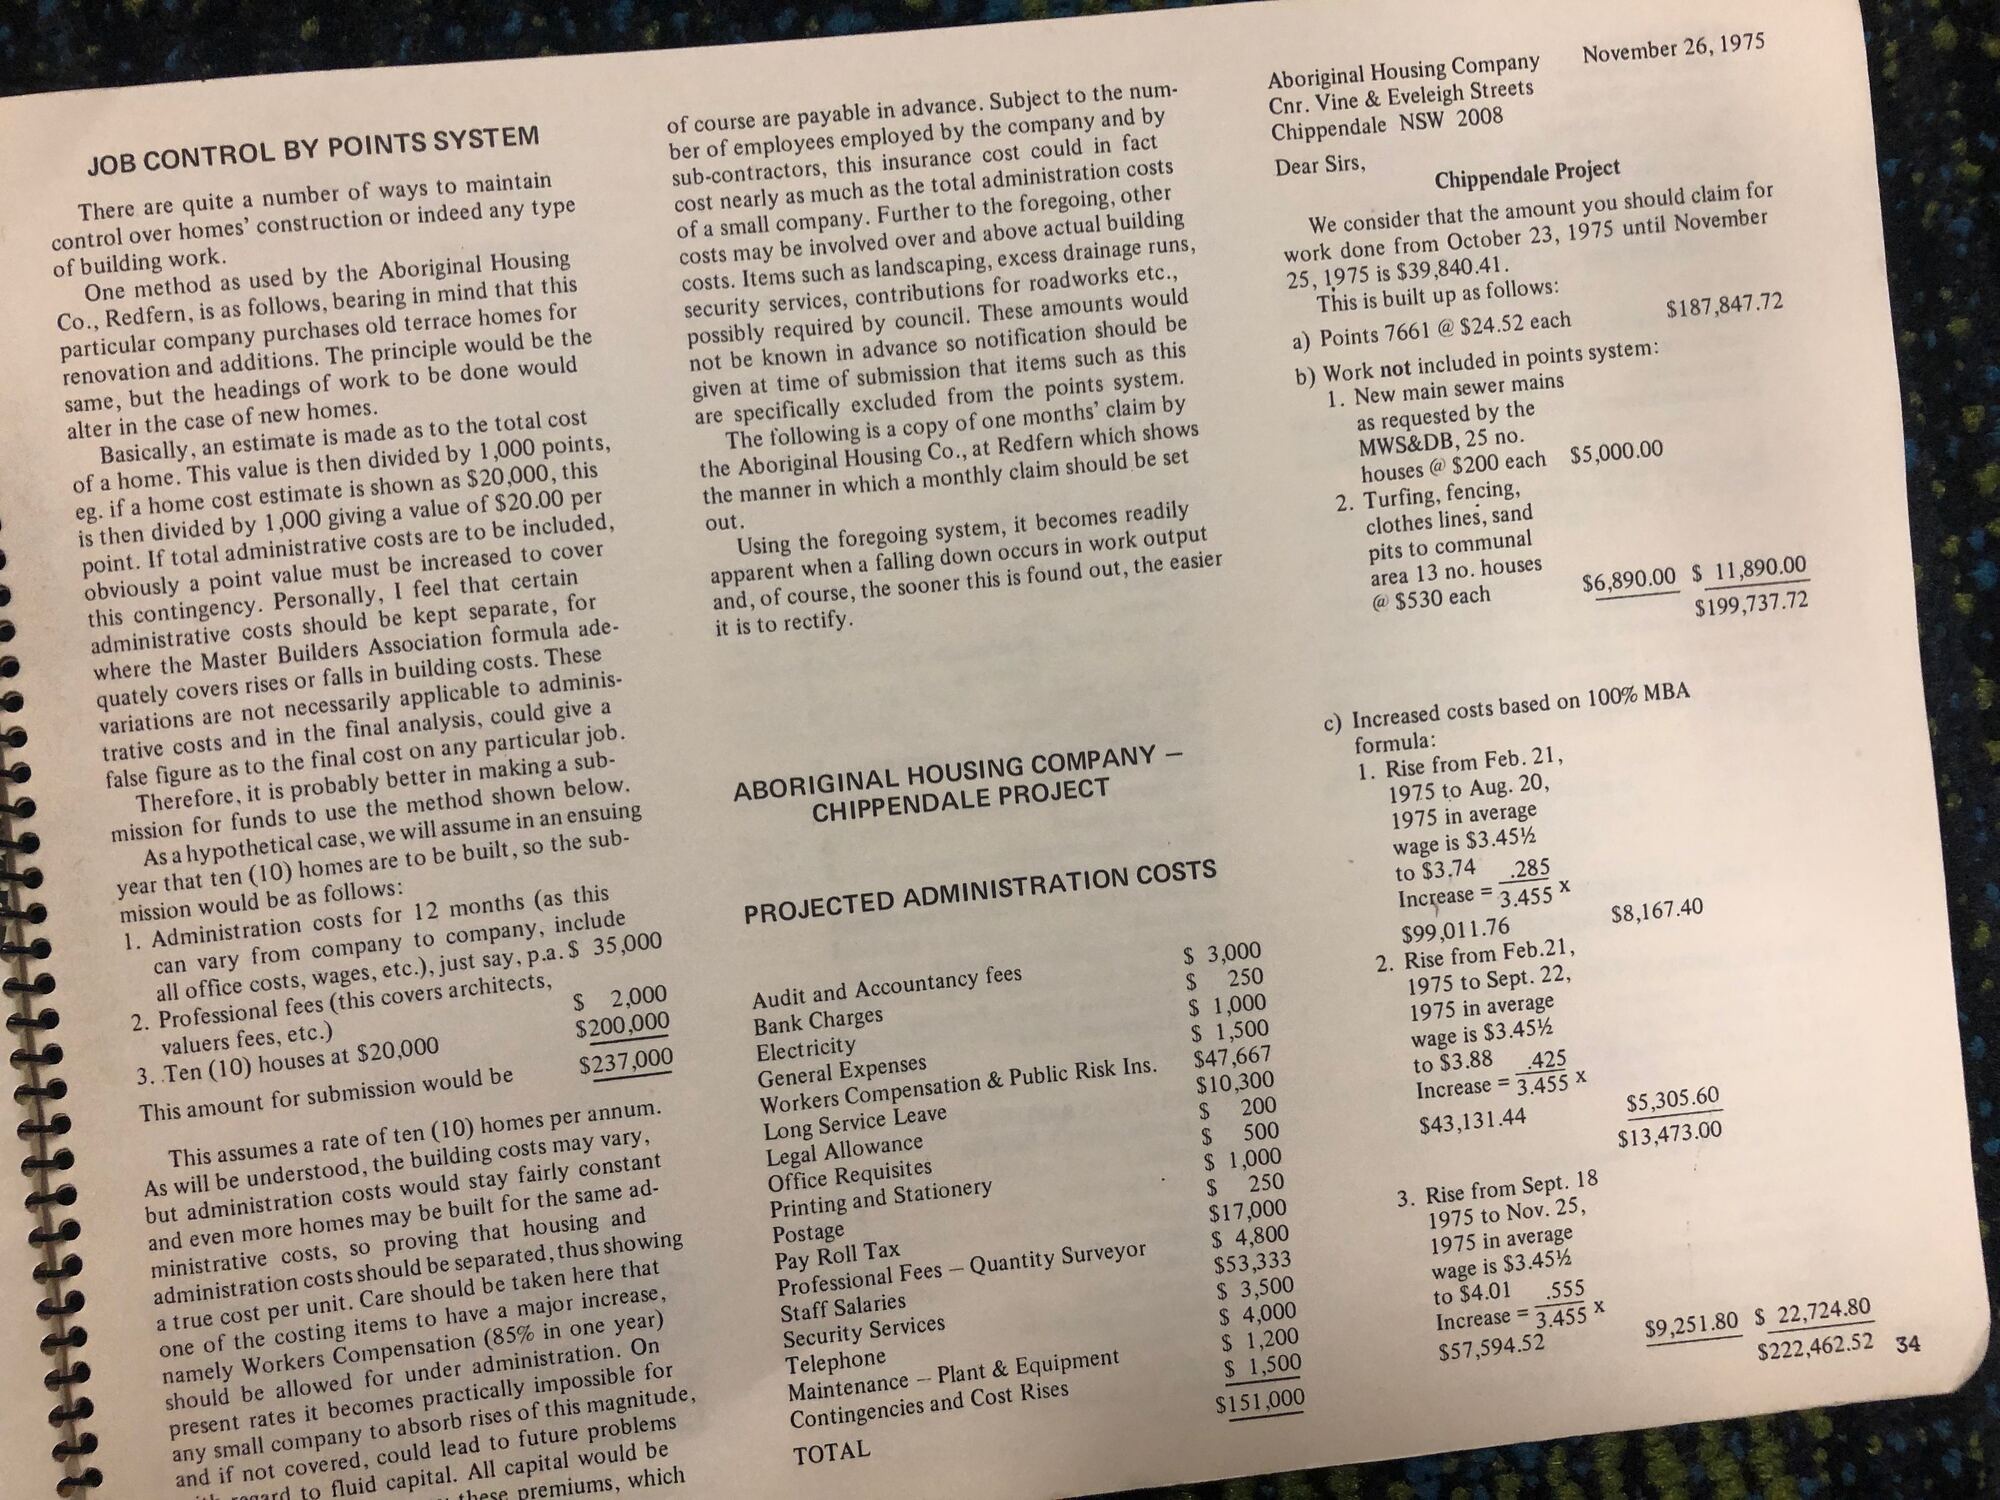 JOB CONTROL BY POINTS SYSTEM
There are quite a number of ways to maintain
control over homes' construction or indeed any type
of building work.
One method as used by the Aboriginal Housing
Co., Redfern, is as follows, bearing in mind that this
particular company purchases old terrace homes for
renovation and additions. The principle would be the
same, but the headings of work to be done would
alter in the case of new homes.
Basically, an estimate is made as to the total cost
of a home. This value is then divided by 1,000 points,
eg. if a home cost estimate is shown as $20,000, this
is then divided by 1,000 giving a value of $20.00 per
point. If total administrative costs are to be included,
obviously a point value must be increased to cover
this contingency. Personally, I feel that certain
administrative costs should be kept separate, for
where the Master Builders Association formula ade-
quately covers rises or falls in building costs. These
variations are not necessarily applicable to adminis-
trative costs and in the final analysis, could give a
false figure as to the final cost on any particular job.
Therefore, it is probably better in making a sub-
mission for funds to use the method shown below.
As a hypothetical case, we will assume in an ensuing
year that ten (10) homes are to be built, so the sub-
mission would be as follows:
1. Administration costs for 12 months (as this
can vary from company to company, include
all office costs, wages, etc.), just say, p.a. $ 35,000
2. Professional fees (this covers architects,
valuers fees, etc.) $ 2,000
3. Ten (10) houses at $20,000 $200,000
This amount for submission would be $237,000
This assumes a rate of ten (10) homes per annum.
As will be understood, the building costs may vary,
but administration costs would stay fairly constant
and even more homes may be built for the same ad-
ministrative costs, so proving that housing and
administration costs should be separated, thus showing
a true cost per unit. Care should be taken here that
one of the costing items to have a major increase,
namely Workers Compensation (85% in one year)
should be allowed for under administration. On
present rates it becomes practically impossible for
any small company to absorb rises of this magnitude,
and if not covered, could lead to future problems
regard to fluid capital. All capital would be
these premiums, which
of course are payable in advance. Subject to the num-
ber of employees employed by the company and by
sub-contractors, this insurance cost could in fact
cost nearly as much as the total administration costs
of a small company. Further to the foregoing, other
costs may be involved over and above actual building
costs. Items such as landscaping, excess drainage runs,
security services, contributions for roadworks etc.,
possibly required by council. These amounts would
not be known in advance so notification should be
given at time of submission that items such as this
are specifically excluded from the points system.
The following is a copy of one months' claim by
the Aboriginal Housing Co., at Redfern which shows
the manner in which a monthly claim should be set
out.
Using the foregoing system, it becomes readily
apparent when a falling down occurs in work output
and, of course, the sooner this is found out, the easier
it is to rectify.
ABORIGINAL HOUSING COMPANY –
CHIPPENDALE PROJECT
PROJECTED ADMINISTRATION COSTS
Audit and Accountancy fees $ 3,000
Bank Charges $ 250
Electricity $ 1,000
General Expenses $ 1,500
Workers Compensation & Public Risk Ins. $47,667
Long Service Leave $10,300
Legal Allowance $ 200
Office Requisites $ 500
Printing and Stationery $ 1,000
Postage $ 250
Pay Roll Tax $17,000
Professional Fees – Quantity Surveyor $ 4,800
Staff Salaries $53,333
Security Services $ 3,500
Telephone $ 4,000
Maintenance – Plant & Equipment $ 1,200
Contingencies and Cost Rises $ 1,500
TOTAL $151,000
Aboriginal Housing Company November 26, 1975
Cnr. Vine & Eveleigh Streets
Chippendale NSW 2008
Dear Sirs,
Chippendale Project
We consider that the amount you should claim for
work done from October 23, 1975 until November
25, 1975 is $39,840.41.
This is built up as follows:
a) Points 7661 @ $24.52 each $187,847.72
b) Work not included in points system:
1. New main sewer mains
as requested by the
MWS&DB, 25 no.
houses @ $200 each $5,000.00
2. Turfing, fencing,
clothes lines, sand
pits to communal
area 13 no. houses
@ $530 each $6,890.00 $ 11,890.00
$199,737.72
c) Increased costs based on 100% MBA
formula:
1. Rise from Feb. 21,
1975 to Aug. 20,
1975 in average
wage is $3.45½
to $3.74 .285
Increase = 3.455 x
$99,011.76 $8,167.40
2. Rise from Feb.21,
1975 to Sept. 22,
1975 in average
wage is $3.45½
to $3.88 .425
Increase = 3.455 x
$43,131.44 $5,305.60
$13,473.00
3. Rise from Sept. 18
1975 to Nov. 25,
1975 in average
wage is $3.45½
to $4.01 .555
Increase = 3.455 x
$57,594.52 $9,251.80 $ 22,724.80
$222,462.52
34